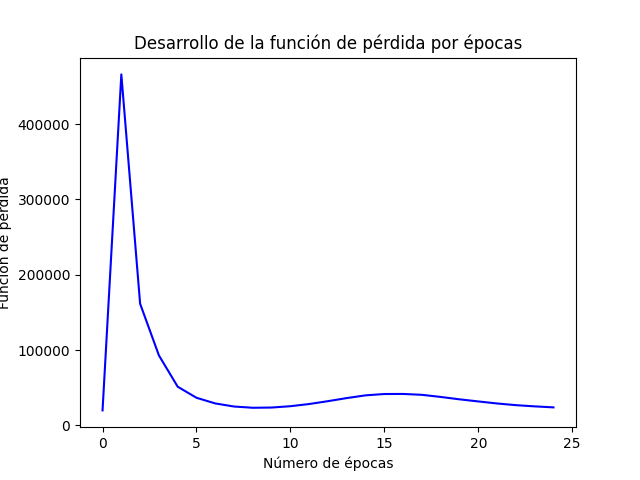 Desarrollo de la función de pérdida por épocas
400000
300000
200000
100000
0
Función de pérdida
0 5 10 15 20 25
Número de épocas